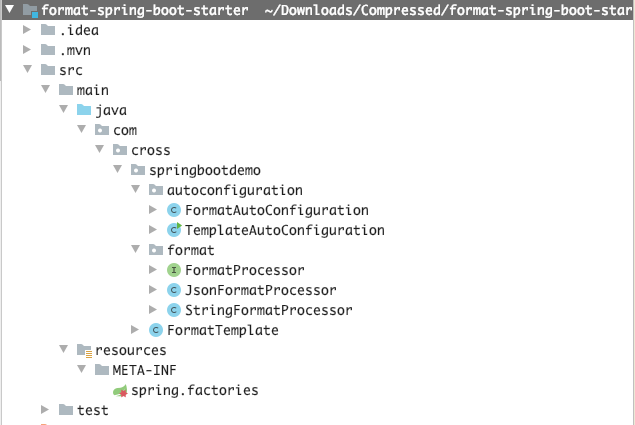 format-spring-boot-starter ~/Downloads/Compressed/format-spring-boot-star
.idea
.mvn
src
main
java
com
cross
springbootdemo
autoconfiguration
C FormatAutoConfiguration
C TemplateAutoConfiguration
format
I FormatProcessor
C JsonFormatProcessor
C StringFormatProcessor
C FormatTemplate
resources
META-INF
spring.factories
test